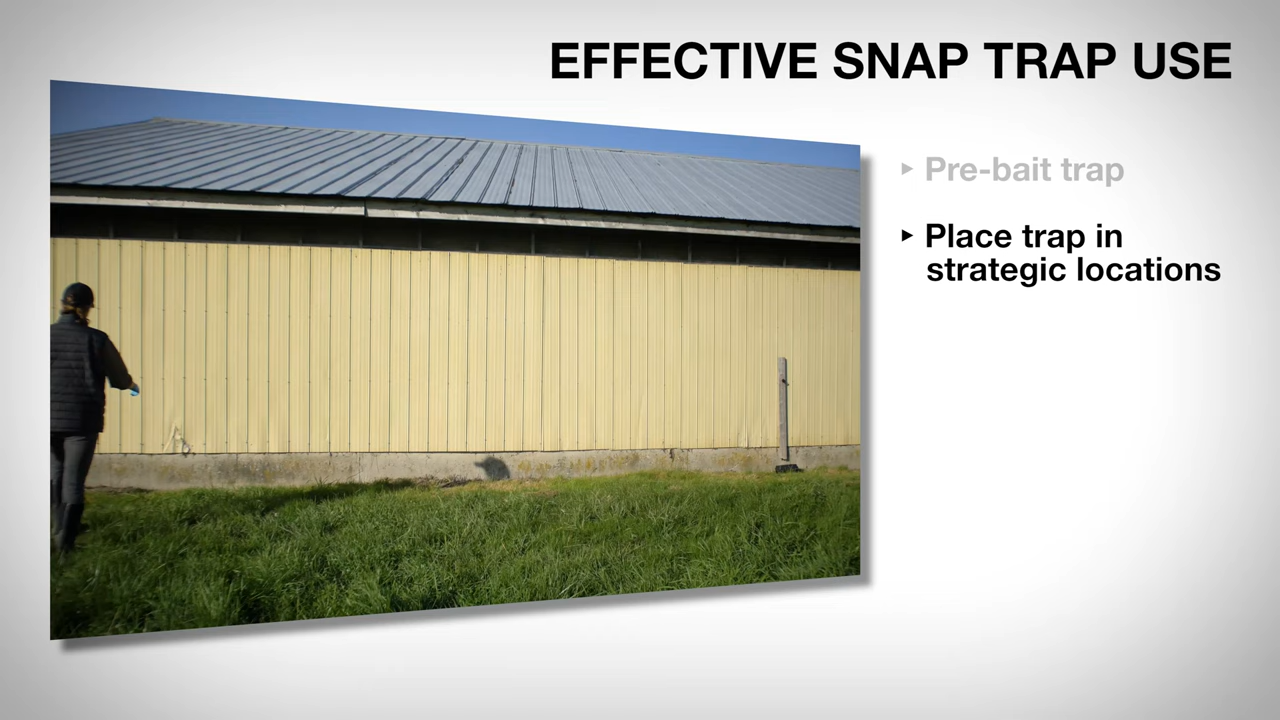 EFFECTIVE SNAP TRAP USE
▸ Pre-bait trap
▸ Place trap in
strategic locations